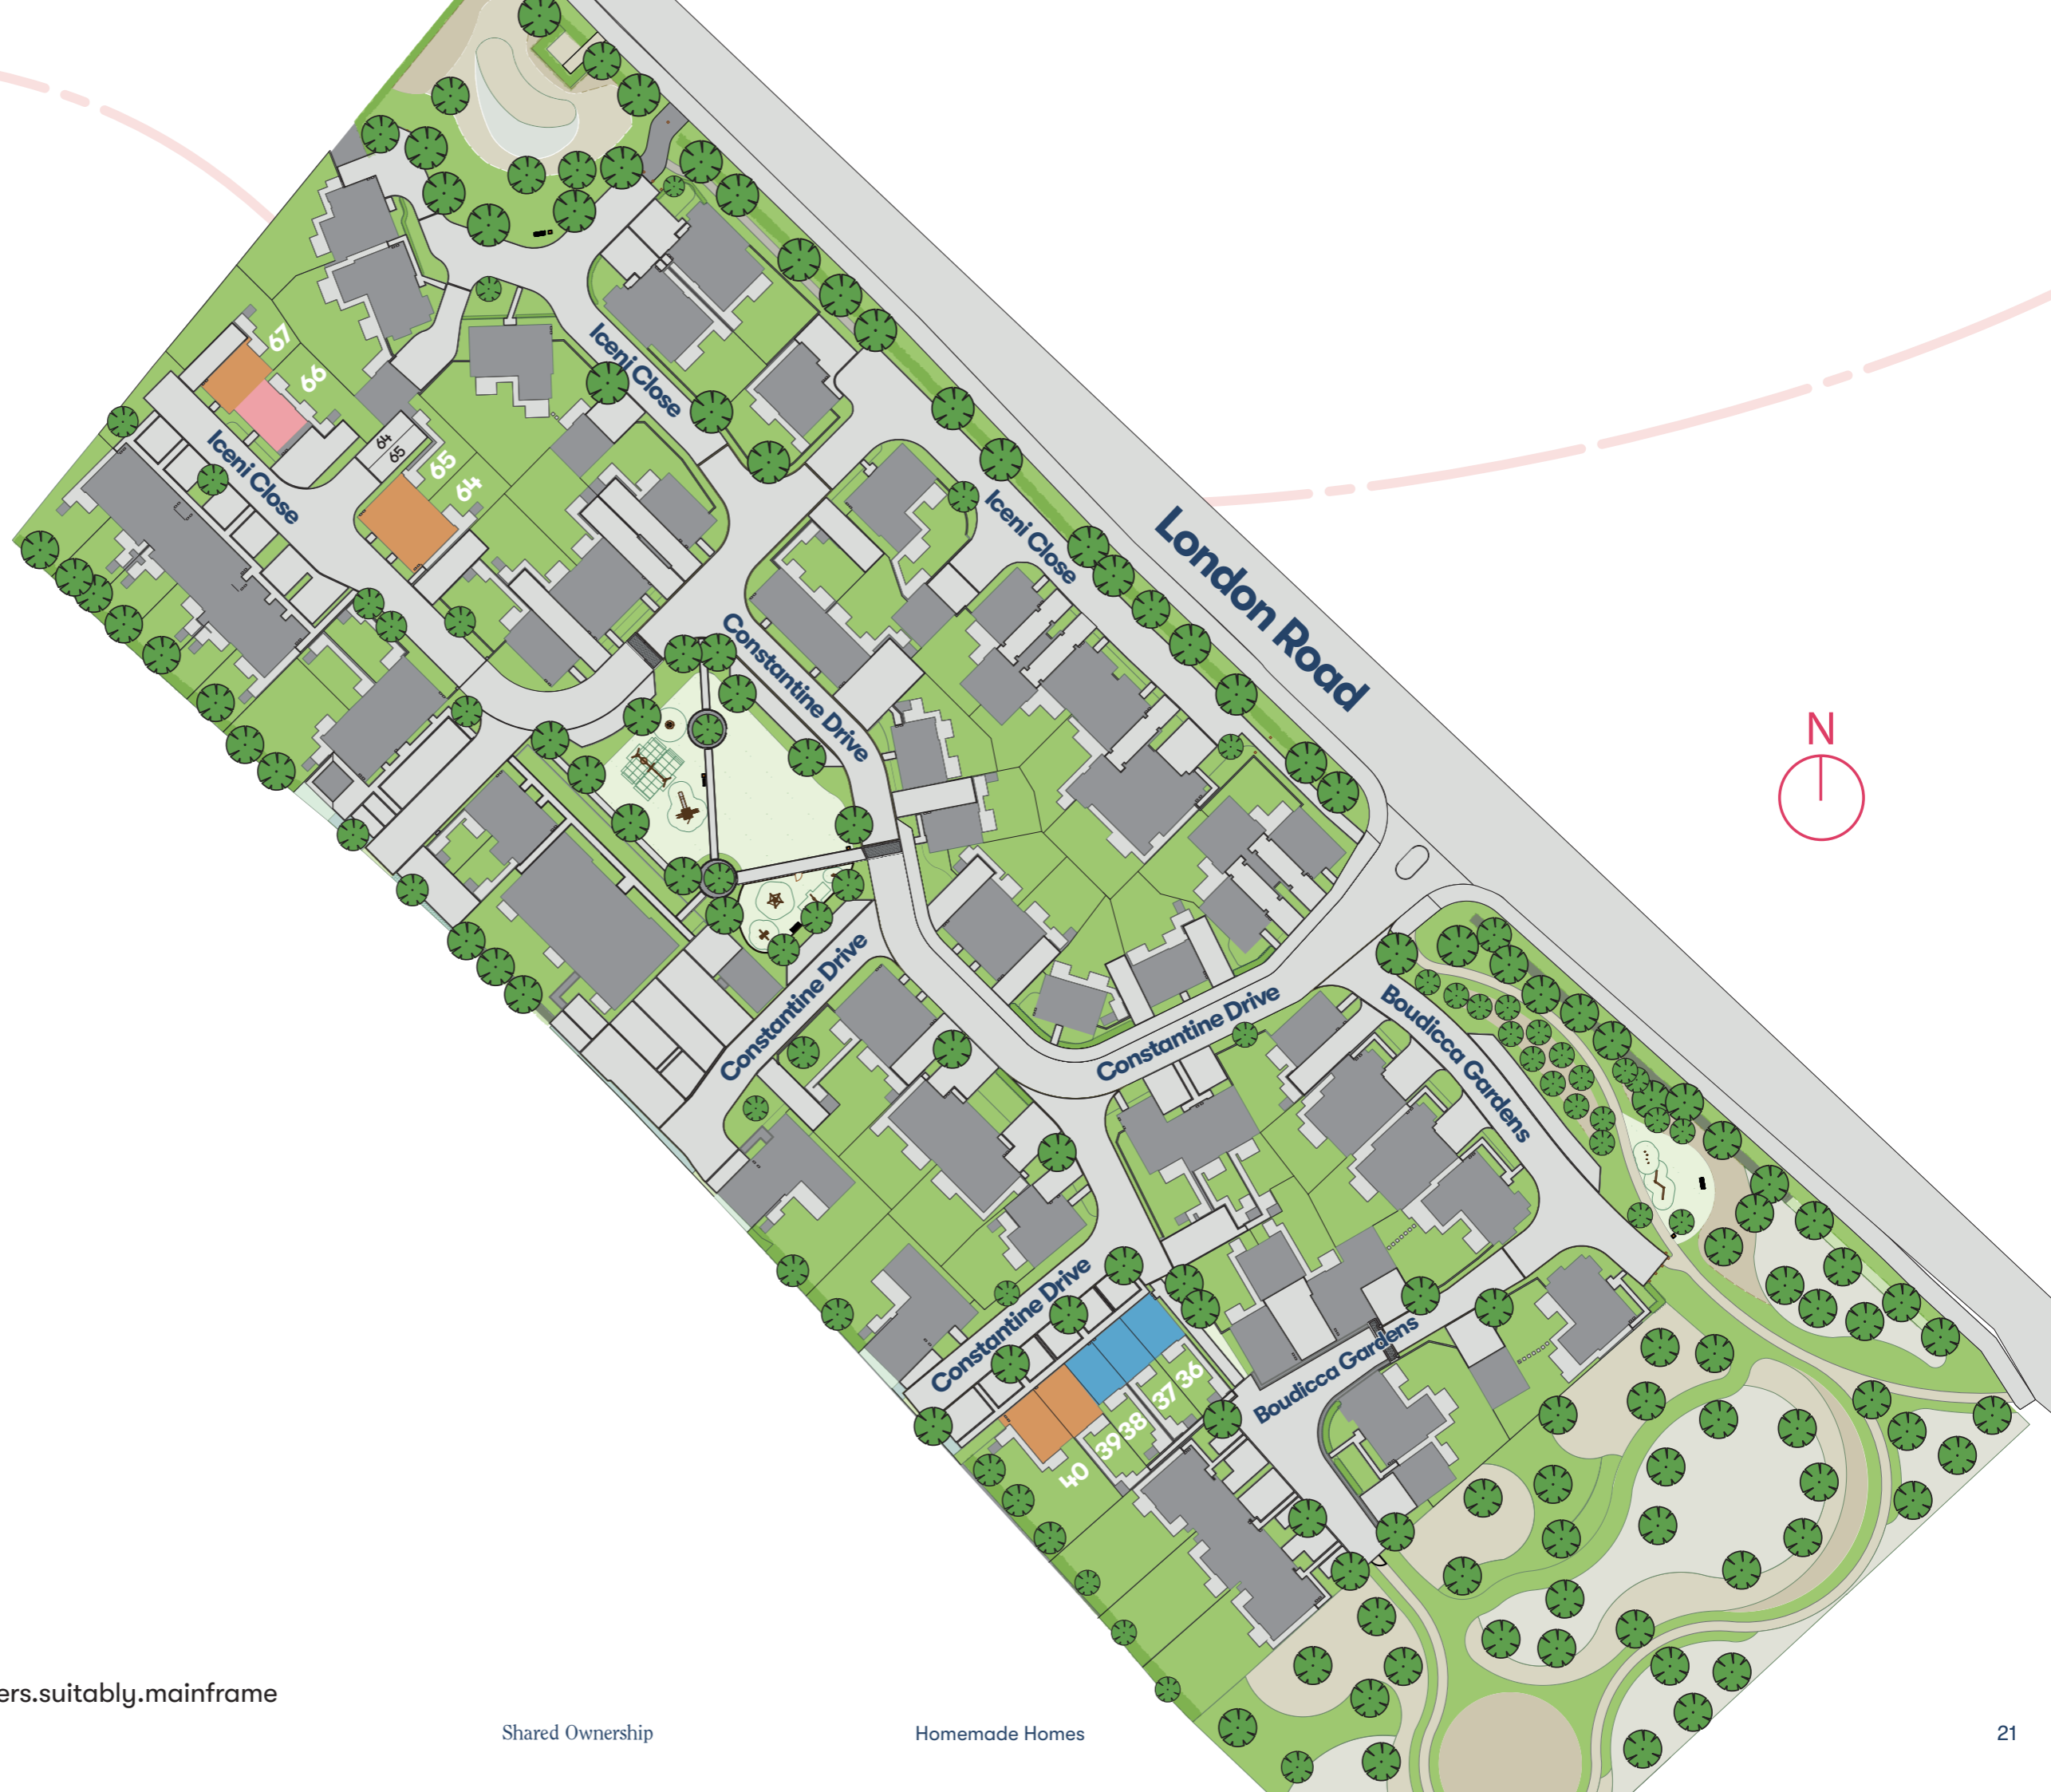 67
66
Iceni Close
64
65
65
64
Iceni Close
Iceni Close
Iceni Close
London Road
N
Constantine Drive
Constantine Drive
Constantine Drive
Boudicca Gardens
Constantine Drive
Boudicca Gardens
36
37
38
39
40
ers.suitably.mainframe
Shared Ownership
Homemade Homes
21